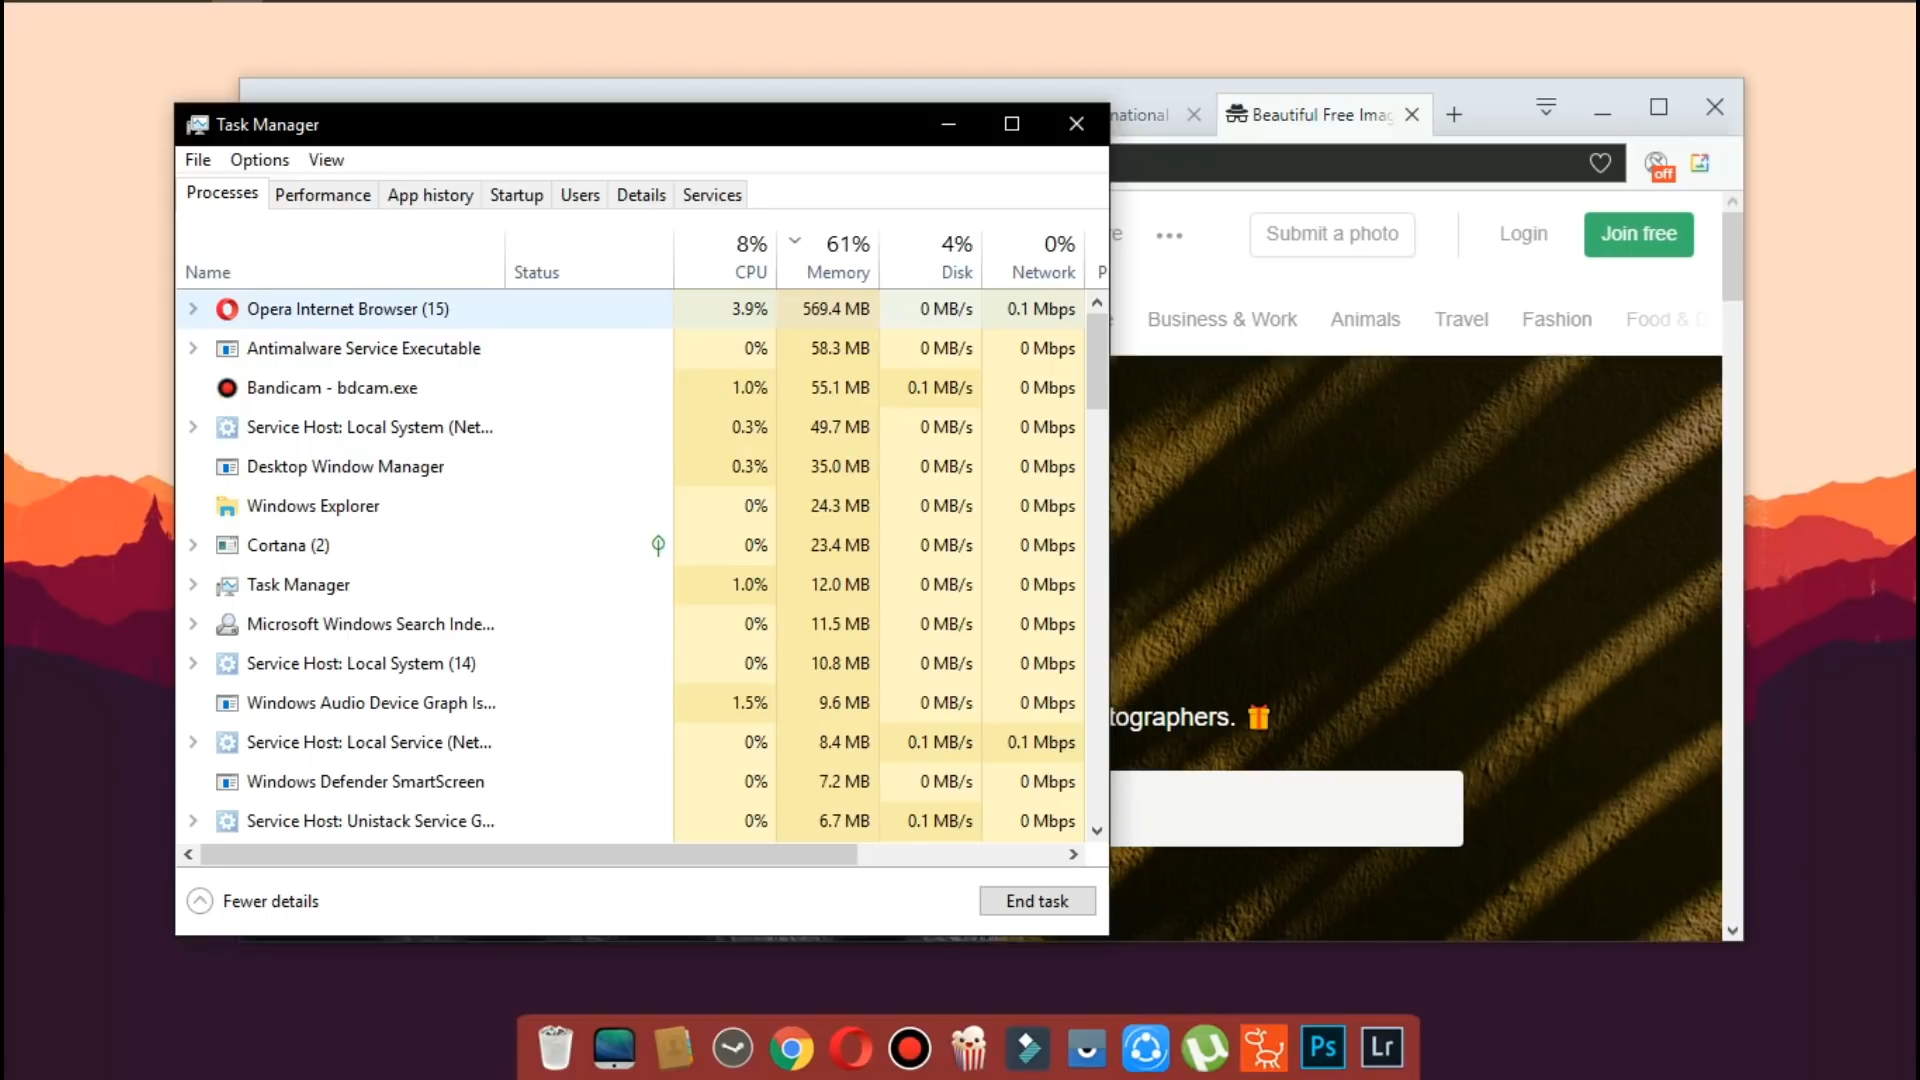 Task Manager
File Options View
Processes Performance App history Startup Users Details Services
8% 61% 4% 0%
Name Status CPU Memory Disk Network P
Opera Internet Browser (15) 3.9% 569.4 MB 0 MB/s 0.1 Mbps
Antimalware Service Executable 0% 58.3 MB 0 MB/s 0 Mbps
Bandicam - bdcam.exe 1.0% 55.1 MB 0.1 MB/s 0 Mbps
Service Host: Local System (Net... 0.3% 49.7 MB 0 MB/s 0 Mbps
Desktop Window Manager 0.3% 35.0 MB 0 MB/s 0 Mbps
Windows Explorer 0% 24.3 MB 0 MB/s 0 Mbps
Cortana (2) 0% 23.4 MB 0 MB/s 0 Mbps
Task Manager 1.0% 12.0 MB 0 MB/s 0 Mbps
Microsoft Windows Search Inde... 0% 11.5 MB 0 MB/s 0 Mbps
Service Host: Local System (14) 0% 10.8 MB 0 MB/s 0 Mbps
Windows Audio Device Graph Is... 1.5% 9.6 MB 0 MB/s 0 Mbps
Service Host: Local Service (Net... 0% 8.4 MB 0.1 MB/s 0.1 Mbps
Windows Defender SmartScreen 0% 7.2 MB 0 MB/s 0 Mbps
Service Host: Unistack Service G... 0% 6.7 MB 0.1 MB/s 0 Mbps
Fewer details End task
national Beautiful Free Imag
off
e Submit a photo Login Join free
e Business & Work Animals Travel Fashion Food & D
tographers.
Ps Lr